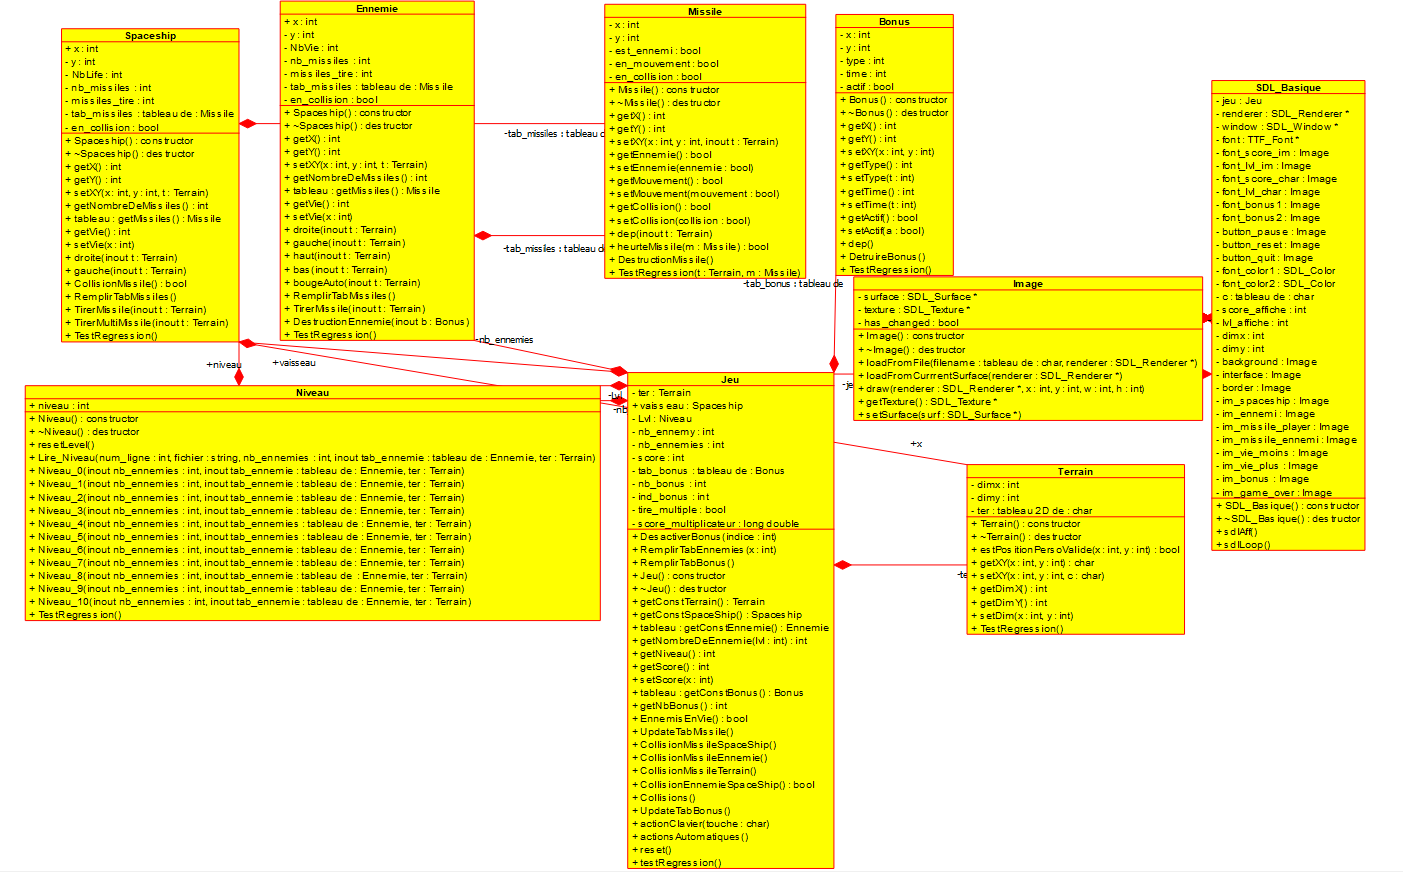 Spaceship
+ x : int
- y : int
- NbLife : int
- nb_missiles : int
- missiles_tire : int
- tab_missiles : tableau de : Missile
- en_collision : bool
+ Spaceship() : constructor
+ ~Spaceship() : destructor
+ getX() : int
+ getY() : int
+ setXY(x : int, y : int, t : Terrain)
+ getNombreDeMissiles() : int
+ tableau : getMissiles() : Missile
+ getVie() : int
+ setVie(x : int)
+ droite(inout t : Terrain)
+ gauche(inout t : Terrain)
+ CollisionMissile() : bool
+ RemplirTabMissiles()
+ TirerMissile(inout t : Terrain)
+ TirerMultiMissile(inout t : Terrain)
+ TestRegression()
Ennemie
+ x : int
- y : int
- NbVie : int
- nb_missiles : int
- missiles_tire : int
- tab_missiles : tableau de : Missile
- en_collision : bool
+ Spaceship() : constructor
+ ~Spaceship() : destructor
+ getX() : int
+ getY() : int
+ setXY(x : int, y : int, t : Terrain)
+ getNombreDeMissiles() : int
+ tableau : getMissiles() : Missile
+ getVie() : int
+ setVie(x : int)
+ droite(inout t : Terrain)
+ gauche(inout t : Terrain)
+ haut(inout t : Terrain)
+ bas(inout t : Terrain)
+ bougeAuto(inout t : Terrain)
+ RemplirTabMissiles()
+ TirerMissile(inout t : Terrain)
+ DestructionEnnemie(inout b : Bonus)
+ TestRegression()
-tab_missiles : tableau d
-tab_missiles : tableau de
Missile
- x : int
- y : int
- est_ennemi : bool
- en_mouvement : bool
- en_collision : bool
+ Missile() : constructor
+ ~Missile() : destructor
+ getX() : int
+ getY() : int
+ setXY(x : int, y : int, inout t : Terrain)
+ getEnnemie() : bool
+ setEnnemie(ennemie : bool)
+ getMouvement() : bool
+ setMouvement(mouvement : bool)
+ getCollision() : bool
+ setCollision(collision : bool)
+ dep(inout t : Terrain)
+ heurteMissile(m : Missile) : bool
+ DestructionMissile()
+ TestRegression(t : Terrain, m : Missile)
Bonus
- x : int
- y : int
- type : int
- time : int
- actif : bool
+ Bonus() : constructor
+ ~Bonus() : destructor
+ getX() : int
+ getY() : int
+ setXY(x : int, y : int)
+ getType() : int
+ setType(t : int)
+ getTime() : int
+ setTime(t : int)
+ getActif() : bool
+ setActif(a : bool)
+ dep()
+ DetruireBonus()
+ TestRegression()
-tab_bonus : tableau de
Image
- surface : SDL_Surface *
- texture : SDL_Texture *
- has_changed : bool
+ Image() : constructor
+ ~Image() : destructor
+ loadFromFile(filename : tableau de : char, renderer : SDL_Renderer *)
+ loadFromCurrrentSurface(renderer : SDL_Renderer *)
+ draw(renderer : SDL_Renderer *, x : int, y : int, w : int, h : int)
+ getTexture() : SDL_Texture *
+ setSurface(surf : SDL_Surface *)
SDL_Basique
- jeu : Jeu
- renderer : SDL_Renderer *
- window : SDL_Window *
- font : TTF_Font *
- font_score_im : Image
- font_lvl_im : Image
- font_score_char : Image
- font_lvl_char : Image
- font_bonus1 : Image
- font_bonus2 : Image
- button_pause : Image
- button_reset : Image
- button_quit : Image
- font_color1 : SDL_Color
- font_color2 : SDL_Color
- c : tableau de : char
- score_affiche : int
- lvl_affiche : int
- dimx : int
- dimy : int
- background : Image
- interface : Image
- border : Image
- im_spaceship : Image
- im_ennemi : Image
- im_missile_player : Image
- im_missile_ennemi : Image
- im_vie_moins : Image
- im_vie_plus : Image
- im_bonus : Image
- im_game_over : Image
+ SDL_Basique() : constructor
+ ~SDL_Basique() : destructor
+ sdlAff()
+ sdlLoop()
-nb_ennemies
+niveau
+vaisseau
-lvl
-nb
-je
+x
-te
Niveau
+ niveau : int
+ Niveau() : constructor
+ ~Niveau() : destructor
+ resetLevel()
+ Lire_Niveau(num_ligne : int, fichier : string, nb_ennemies : int, inout tab_ennemie : tableau de : Ennemie, ter : Terrain)
+ Niveau_0(inout nb_ennemies : int, inout tab_ennemie : tableau de : Ennemie, ter : Terrain)
+ Niveau_1(inout nb_ennemies : int, inout tab_ennemie : tableau de : Ennemie, ter : Terrain)
+ Niveau_2(inout nb_ennemies : int, inout tab_ennemie : tableau de : Ennemie, ter : Terrain)
+ Niveau_3(inout nb_ennemies : int, inout tab_ennemie : tableau de : Ennemie, ter : Terrain)
+ Niveau_4(inout nb_ennemies : int, inout tab_ennemies : tableau de : Ennemie, ter : Terrain)
+ Niveau_5(inout nb_ennemies : int, inout tab_ennemie : tableau de : Ennemie, ter : Terrain)
+ Niveau_6(inout nb_ennemies : int, inout tab_ennemie : tableau de : Ennemie, ter : Terrain)
+ Niveau_7(inout nb_ennemies : int, inout tab_ennemie : tableau de : Ennemie, ter : Terrain)
+ Niveau_8(inout nb_ennemies : int, inout tab_ennemie : tableau de : Ennemie, ter : Terrain)
+ Niveau_9(inout nb_ennemies : int, inout tab_ennemie : tableau de : Ennemie, ter : Terrain)
+ Niveau_10(inout nb_ennemies : int, inout tab_ennemie : tableau de : Ennemie, ter : Terrain)
+ TestRegression()
Jeu
- ter : Terrain
+ vaisseau : Spaceship
- Lvl : Niveau
- nb_ennemy : int
- nb_ennemies : int
- score : int
- tab_bonus : tableau de : Bonus
- nb_bonus : int
- ind_bonus : int
- tire_multiple : bool
- score_multiplicateur : long double
+ DesactiverBonus(indice : int)
+ RemplirTabEnnemies(x : int)
+ RemplirTabBonus()
+ Jeu() : constructor
+ ~Jeu() : destructor
+ getConstTerrain() : Terrain
+ getConstSpaceShip() : Spaceship
+ tableau : getConstEnnemie() : Ennemie
+ getNombreDeEnnemie(lvl : int) : int
+ getNiveau() : int
+ getScore() : int
+ setScore(x : int)
+ tableau : getConstBonus() : Bonus
+ getNbBonus() : int
+ EnnemisEnVie() : bool
+ UpdateTabMissile()
+ CollisionMissileSpaceShip()
+ CollisionMissileEnnemie()
+ CollisionMissileTerrain()
+ CollisionEnnemieSpaceShip() : bool
+ Collisions()
+ UpdateTabBonus()
+ actionClavier(touche : char)
+ actionsAutomatiques()
+ reset()
+ testRegression()
Terrain
- dimx : int
- dimy : int
- ter : tableau 2D de : char
+ Terrain() : constructor
+ ~Terrain() : destructor
+ estPositionPersoValide(x : int, y : int) : bool
+ getXY(x : int, y : int) : char
+ setXY(x : int, y : int, c : char)
+ getDimX() : int
+ getDimY() : int
+ setDim(x : int, y : int)
+ TestRegression()